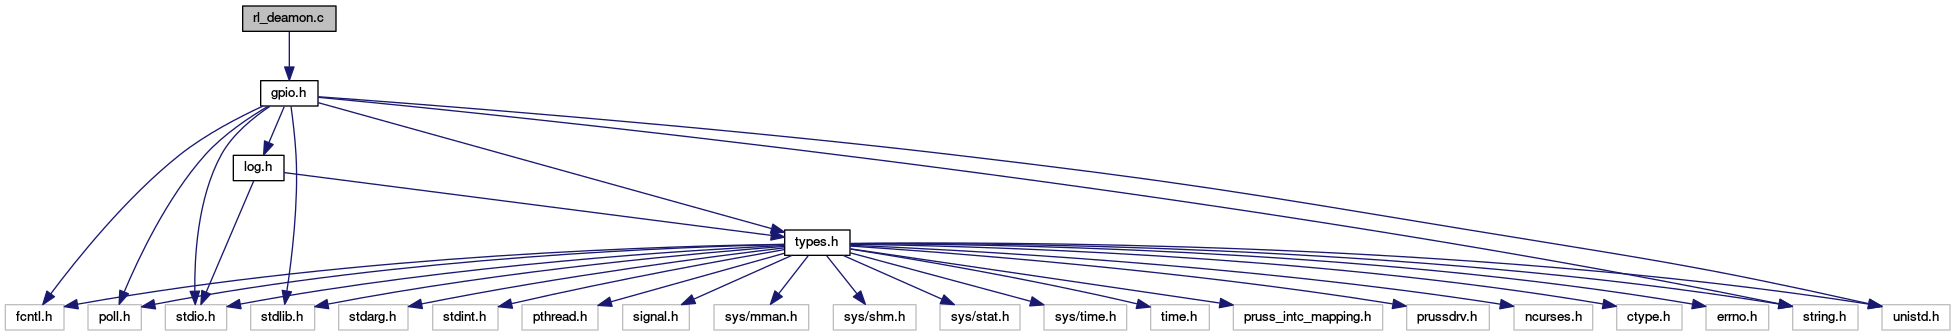 rl_deamon.c
gpio.h
log.h
types.h
fcntl.h
poll.h
stdio.h
stdlib.h
stdarg.h
stdint.h
pthread.h
signal.h
sys/mman.h
sys/shm.h
sys/stat.h
sys/time.h
time.h
pruss_intc_mapping.h
prussdrv.h
ncurses.h
ctype.h
errno.h
string.h
unistd.h